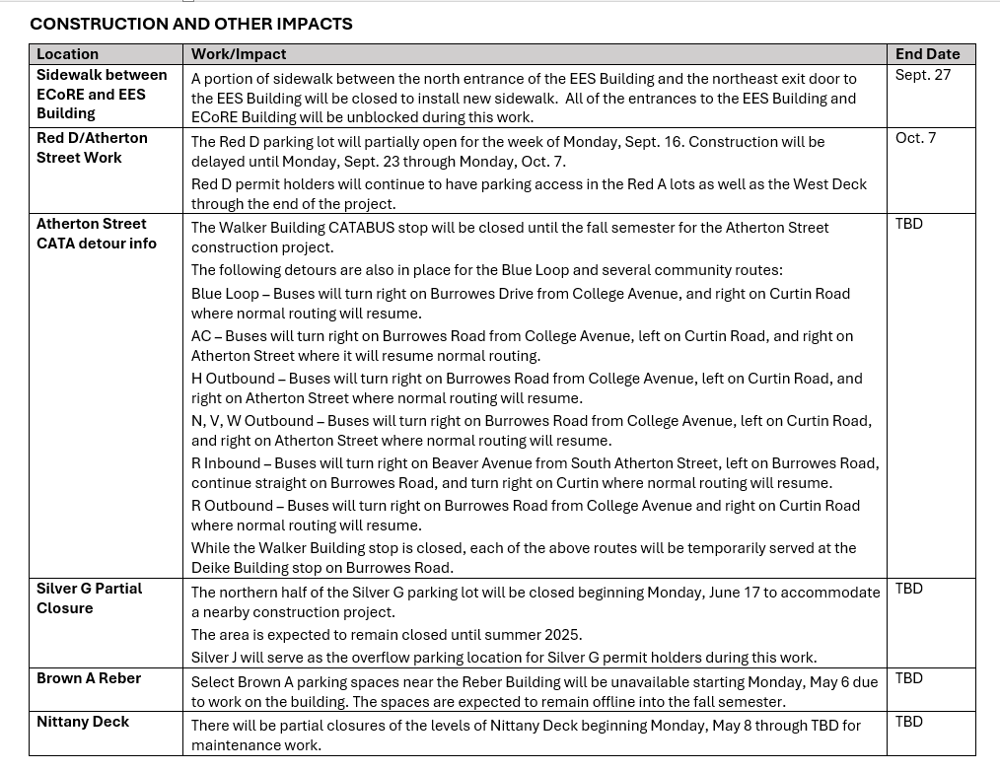 CONSTRUCTION AND OTHER IMPACTS
Location Work/Impact End Date
Sidewalk between
ECoRE and EES
Building
A portion of sidewalk between the north entrance of the EES Building and the northeast exit door to
the EES Building will be closed to install new sidewalk.  All of the entrances to the EES Building and
ECoRE Building will be unblocked during this work.
Sept. 27
Red D/Atherton
Street Work
The Red D parking lot will partially open for the week of Monday, Sept. 16. Construction will be
delayed until Monday, Sept. 23 through Monday, Oct. 7.
Red D permit holders will continue to have parking access in the Red A lots as well as the West Deck
through the end of the project.
Oct. 7
Atherton Street
CATA detour info
The Walker Building CATABUS stop will be closed until the fall semester for the Atherton Street
construction project.
The following detours are also in place for the Blue Loop and several community routes:
Blue Loop – Buses will turn right on Burrowes Drive from College Avenue, and right on Curtin Road
where normal routing will resume.
AC – Buses will turn right on Burrowes Road from College Avenue, left on Curtin Road, and right on
Atherton Street where it will resume normal routing.
H Outbound – Buses will turn right on Burrowes Road from College Avenue, left on Curtin Road, and
right on Atherton Street where normal routing will resume.
N, V, W Outbound – Buses will turn right on Burrowes Road from College Avenue, left on Curtin Road,
and right on Atherton Street where normal routing will resume.
R Inbound – Buses will turn right on Beaver Avenue from South Atherton Street, left on Burrowes Road,
continue straight on Burrowes Road, and turn right on Curtin where normal routing will resume.
R Outbound – Buses will turn right on Burrowes Road from College Avenue and right on Curtin Road
where normal routing will resume.
While the Walker Building stop is closed, each of the above routes will be temporarily served at the
Deike Building stop on Burrowes Road.
TBD
Silver G Partial
Closure
The northern half of the Silver G parking lot will be closed beginning Monday, June 17 to accommodate
a nearby construction project.
The area is expected to remain closed until summer 2025.
Silver J will serve as the overflow parking location for Silver G permit holders during this work.
TBD
Brown A Reber
Select Brown A parking spaces near the Reber Building will be unavailable starting Monday, May 6 due
to work on the building. The spaces are expected to remain offline into the fall semester.
TBD
Nittany Deck
There will be partial closures of the levels of Nittany Deck beginning Monday, May 8 through TBD for
maintenance work.
TBD